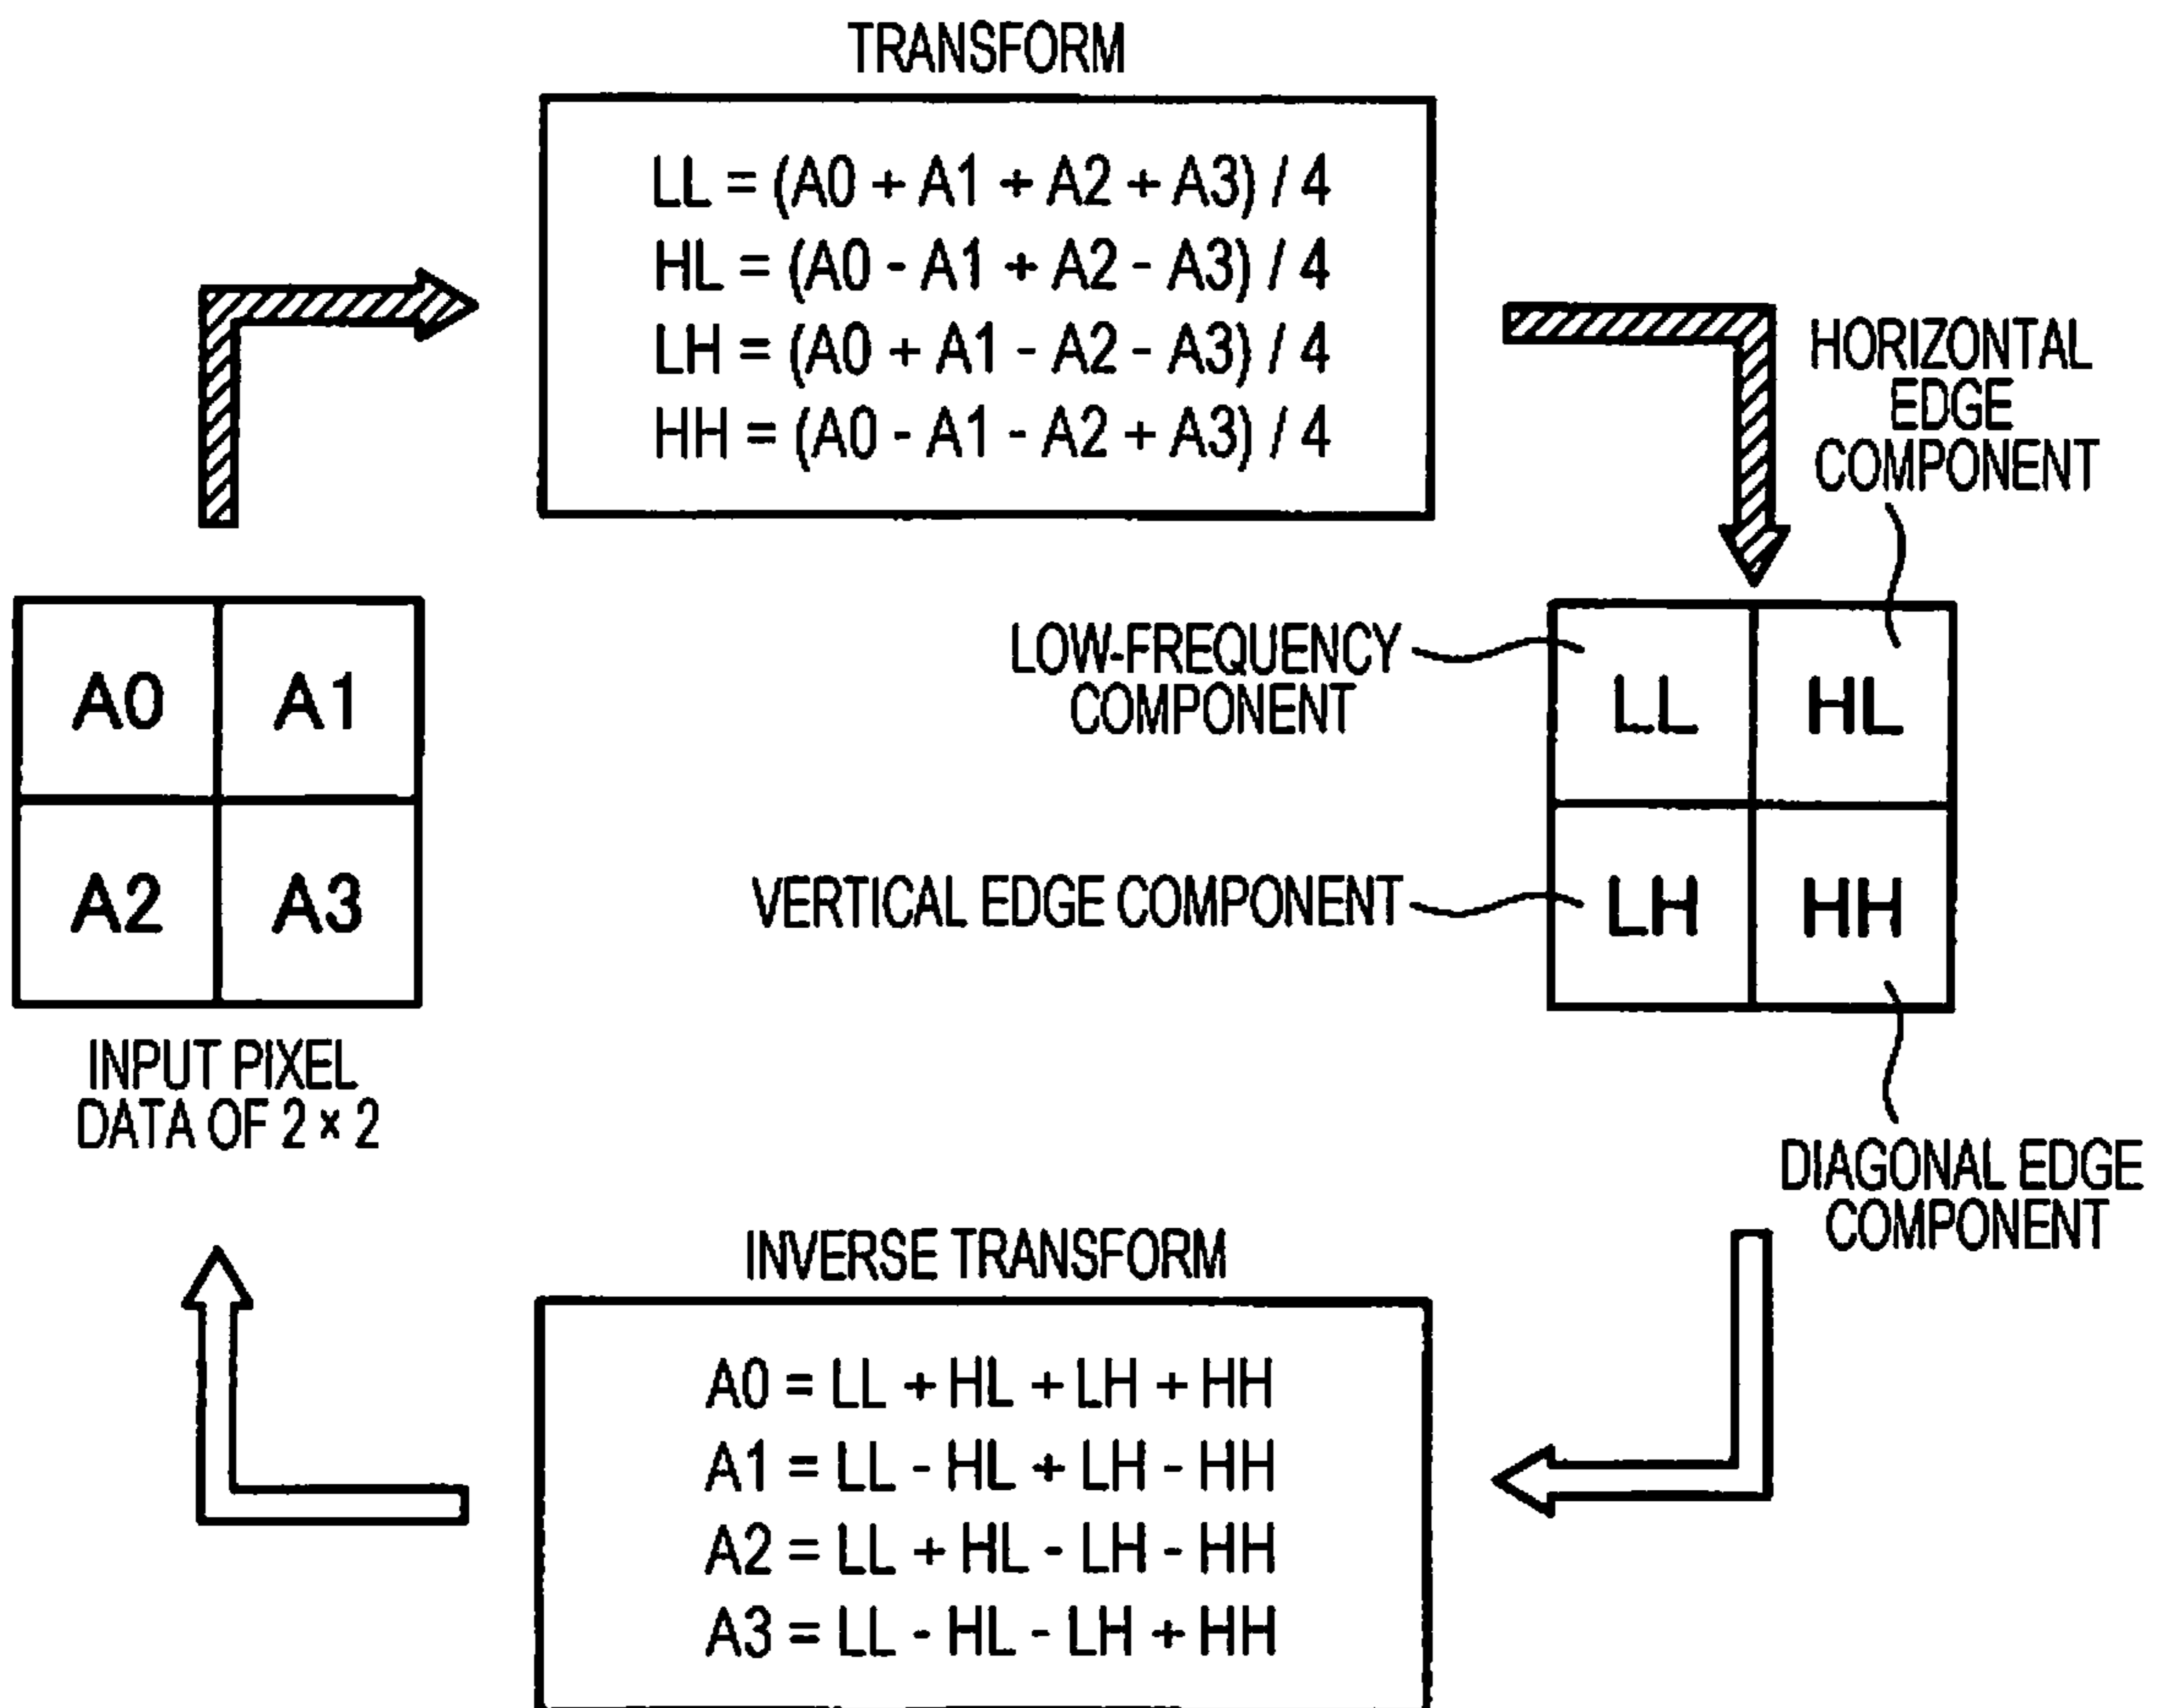 TRANSFORM
LL = (A0 + A1 + A2 + A3) / 4
HL = (A0 - A1 + A2 - A3) / 4
LH = (A0 + A1 - A2 - A3) / 4
HH = (A0 - A1 - A2 + A3) / 4
HORIZONTAL
EDGE
COMPONENT
A0 A1
A2 A3
INPUT PIXEL
DATA OF 2 × 2
LOW-FREQUENCY
COMPONENT
LL HL
VERTICAL EDGE COMPONENT
LH HH
DIAGONAL EDGE
COMPONENT
INVERSE TRANSFORM
A0 = LL + HL + LH + HH
A1 = LL - HL + LH - HH
A2 = LL + HL - LH - HH
A3 = LL - HL - LH + HH